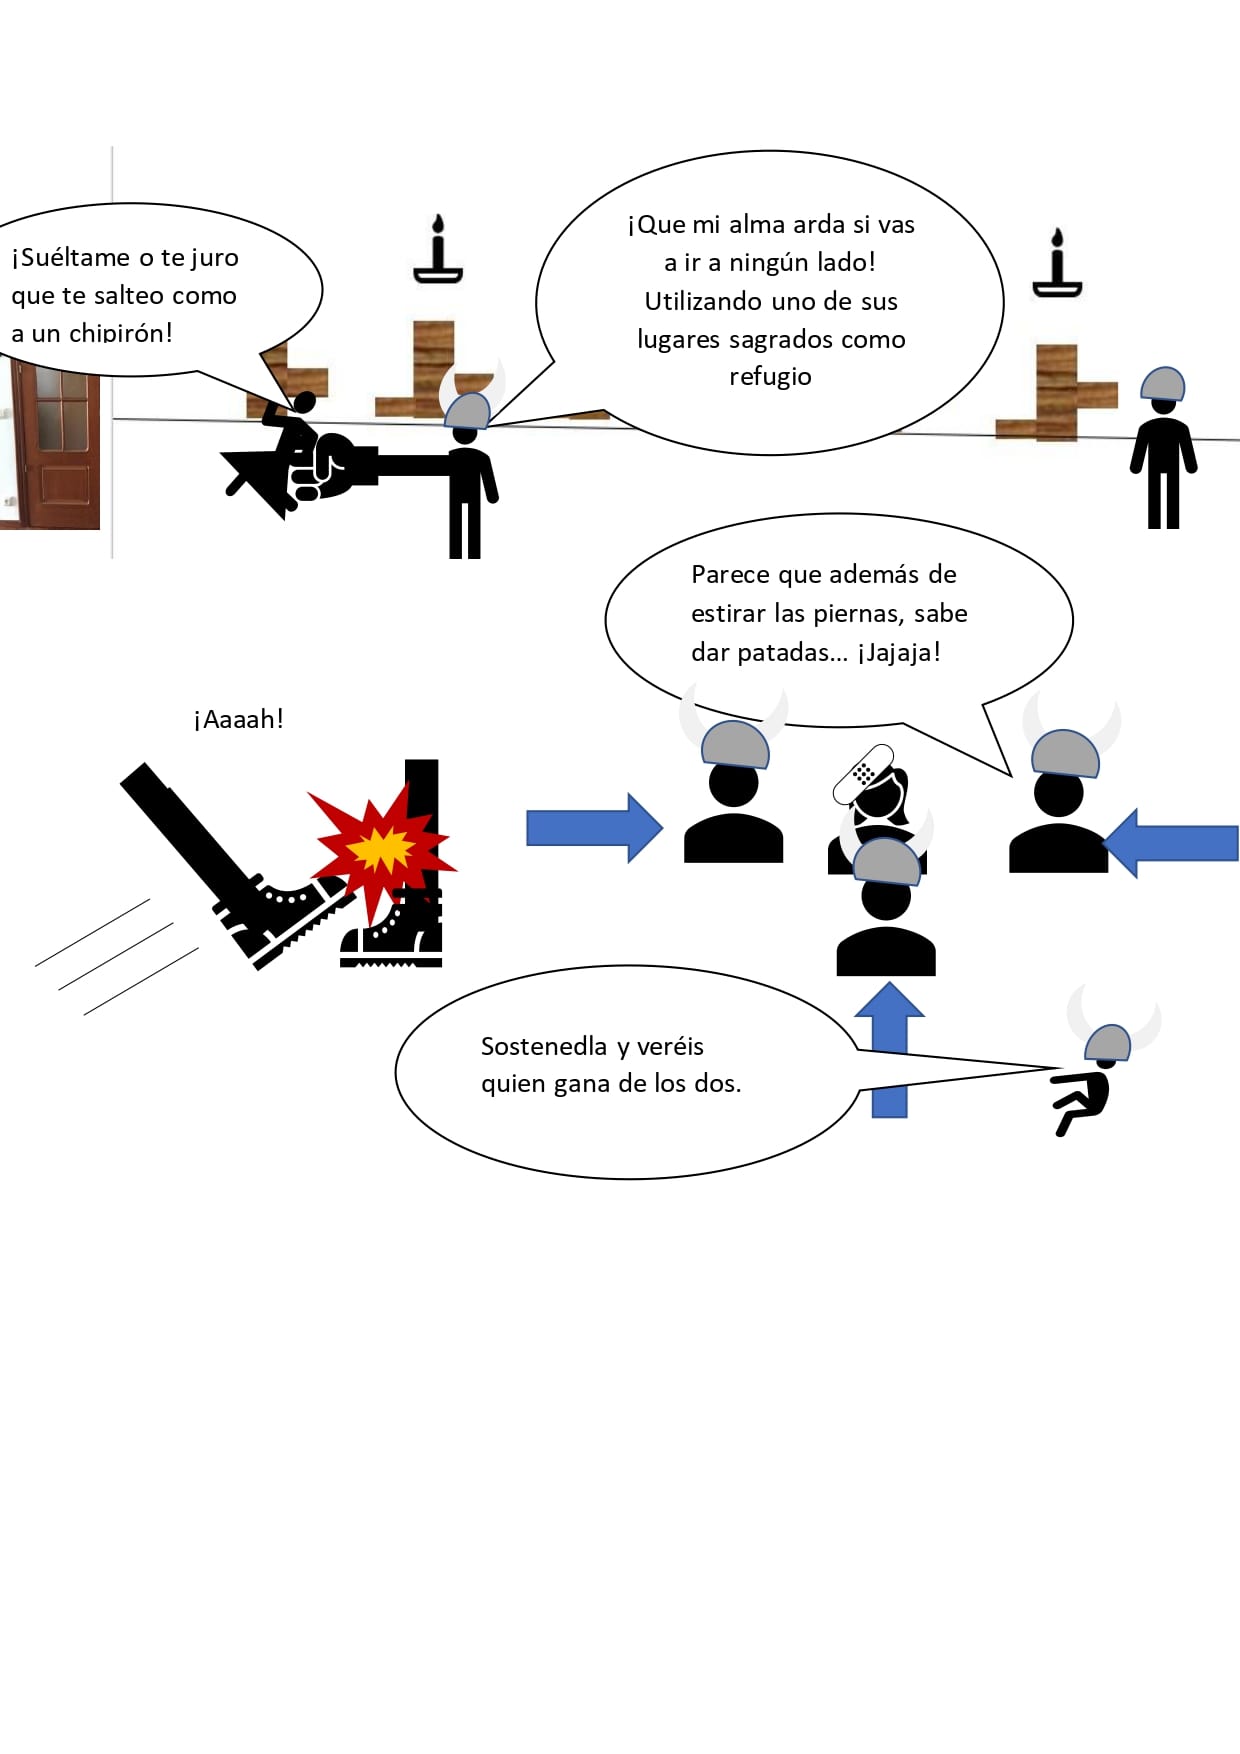 ¡Suéltame o te juro
que te salteo como
a un chipirón!
¡Que mi alma arda si vas
a ir a ningún lado!
Utilizando uno de sus
lugares sagrados como
refugio
Parece que además de
estirar las piernas, sabe
dar patadas... ¡Jajaja!
¡Aaaah!
Sostenedla y veréis
quien gana de los dos.